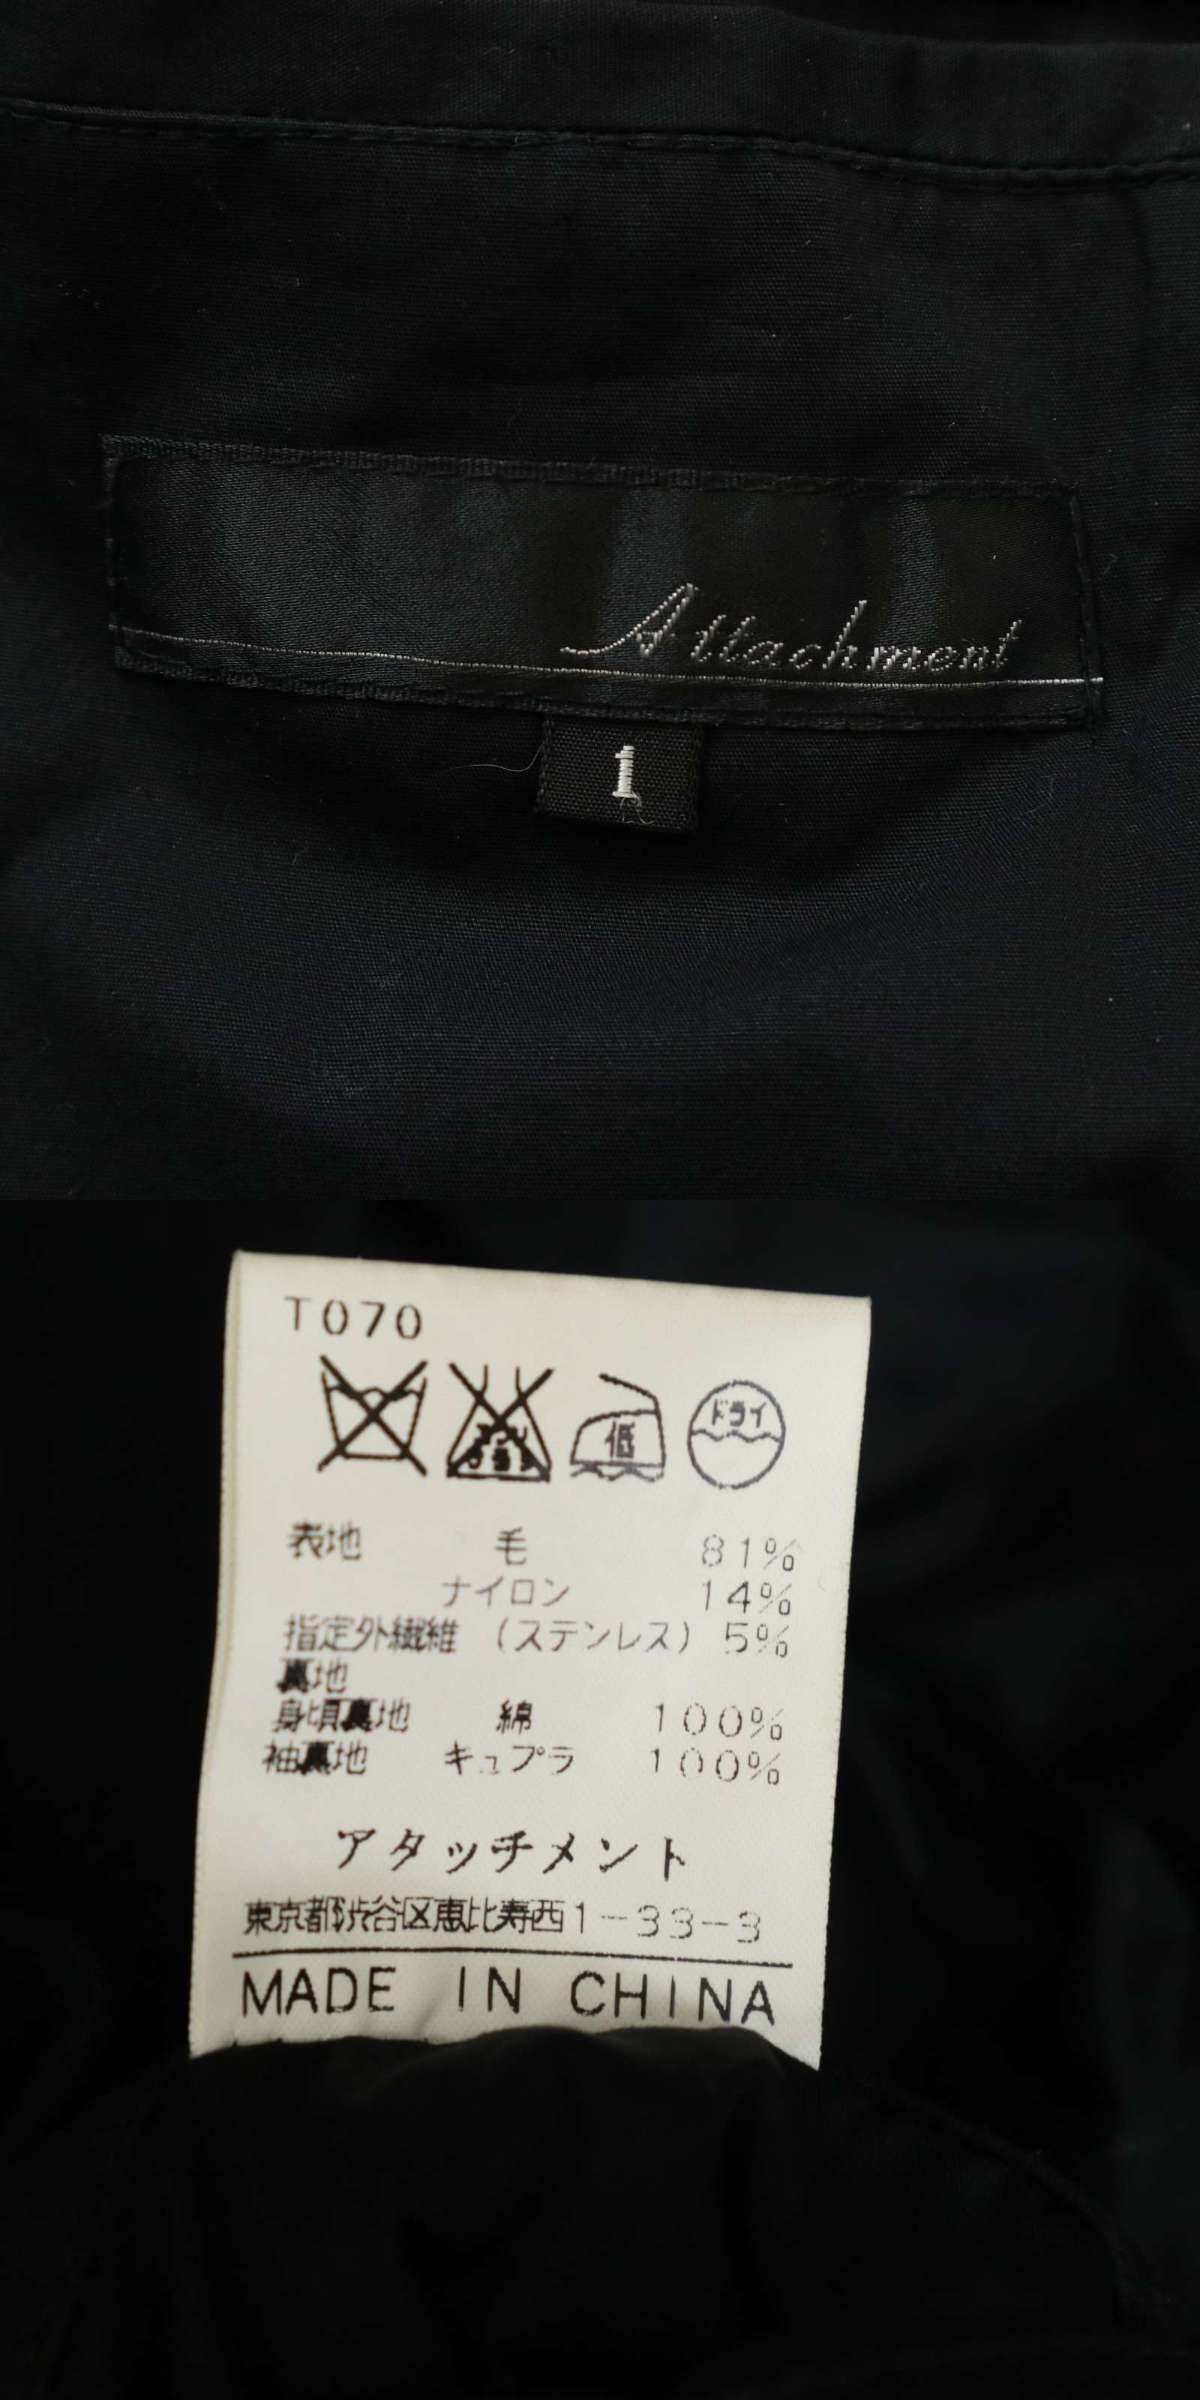 Attachment
1
T070
低 ドライ
表地 毛 81%
ナイロン 14%
指定外繊維 (ステンレス) 5%
裏地
身頃裏地 綿 100%
袖裏地 キュプラ 100%
アタッチメント
東京都渋谷区恵比寿西1-33-3
MADE IN CHINA